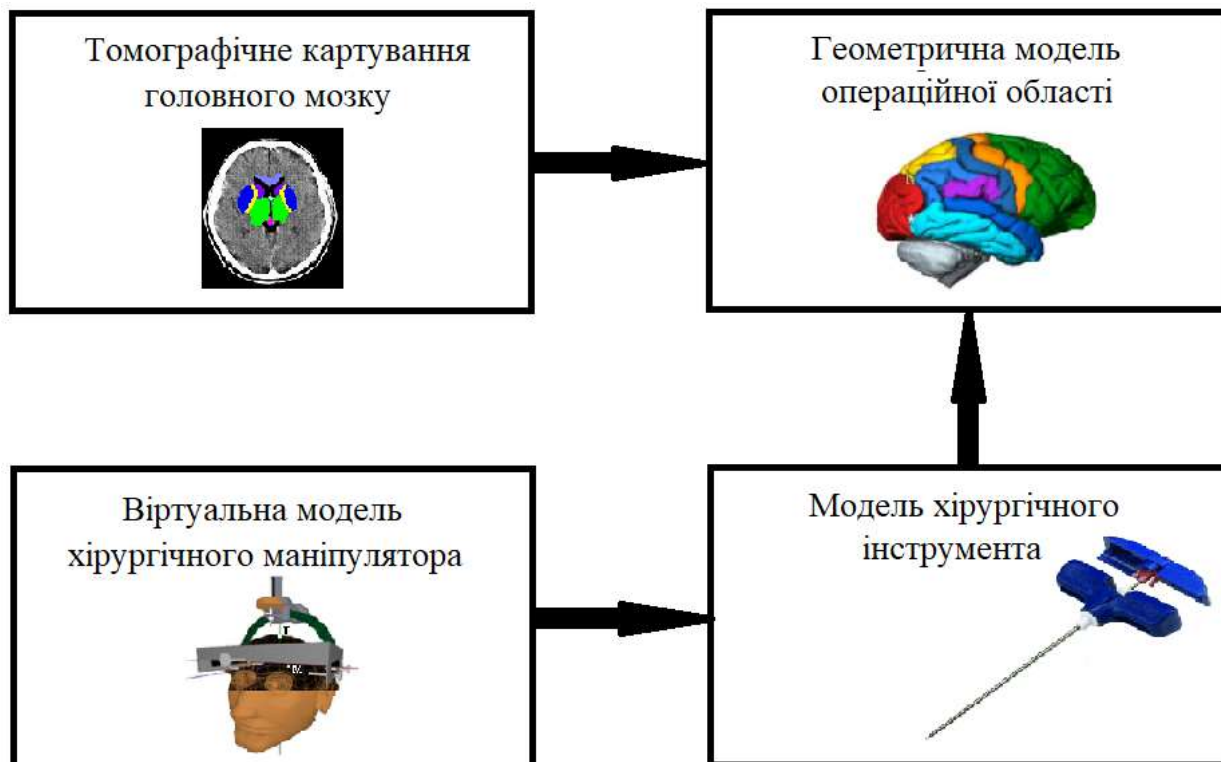 Томографічне картування
головного мозку
Геометрична модель
операційної області
Віртуальна модель
хірургічного маніпулятора
Модель хірургічного
інструмента